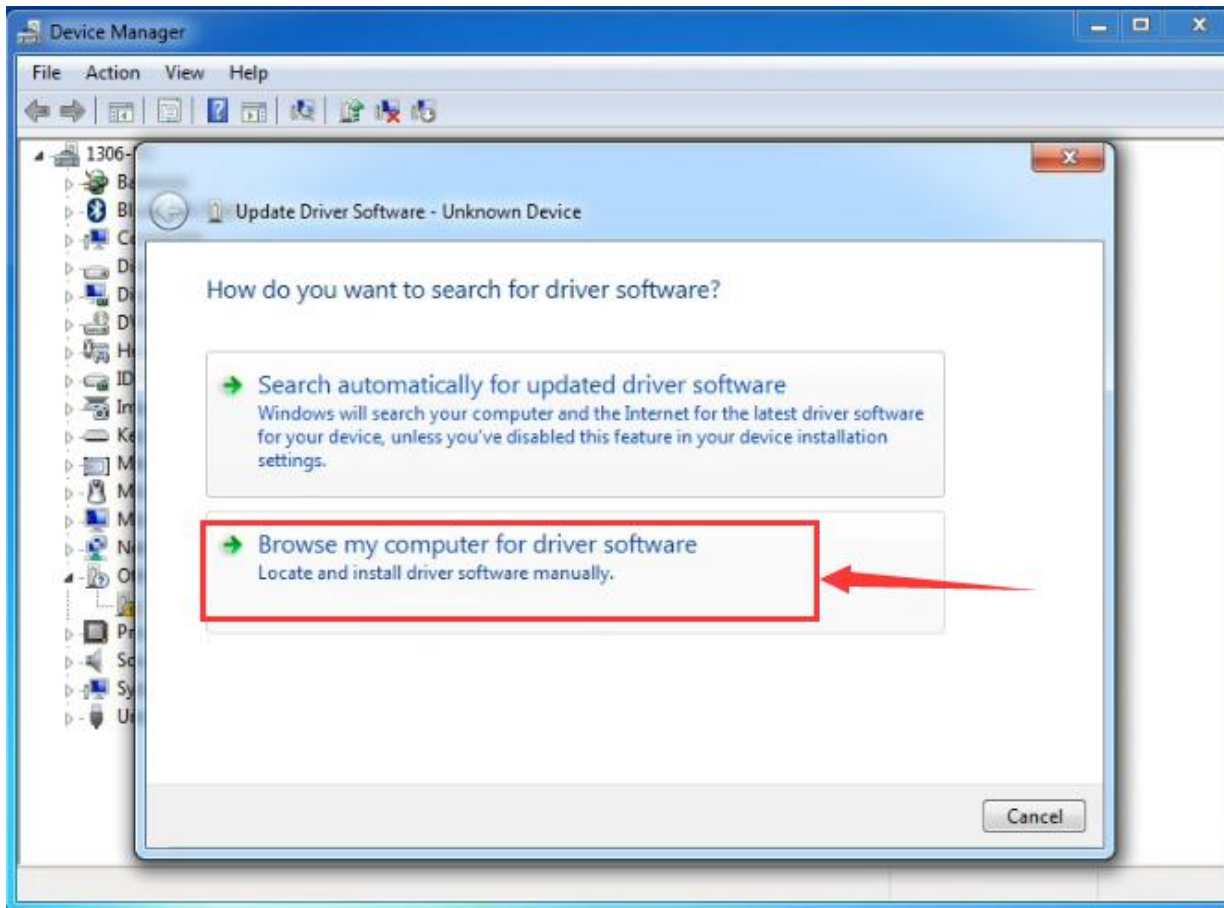 Device Manager
File Action View Help
1306-
Update Driver Software - Unknown Device
How do you want to search for driver software?
Search automatically for updated driver software
Windows will search your computer and the Internet for the latest driver software
for your device, unless you've disabled this feature in your device installation
settings.
Browse my computer for driver software
Locate and install driver software manually.
Cancel